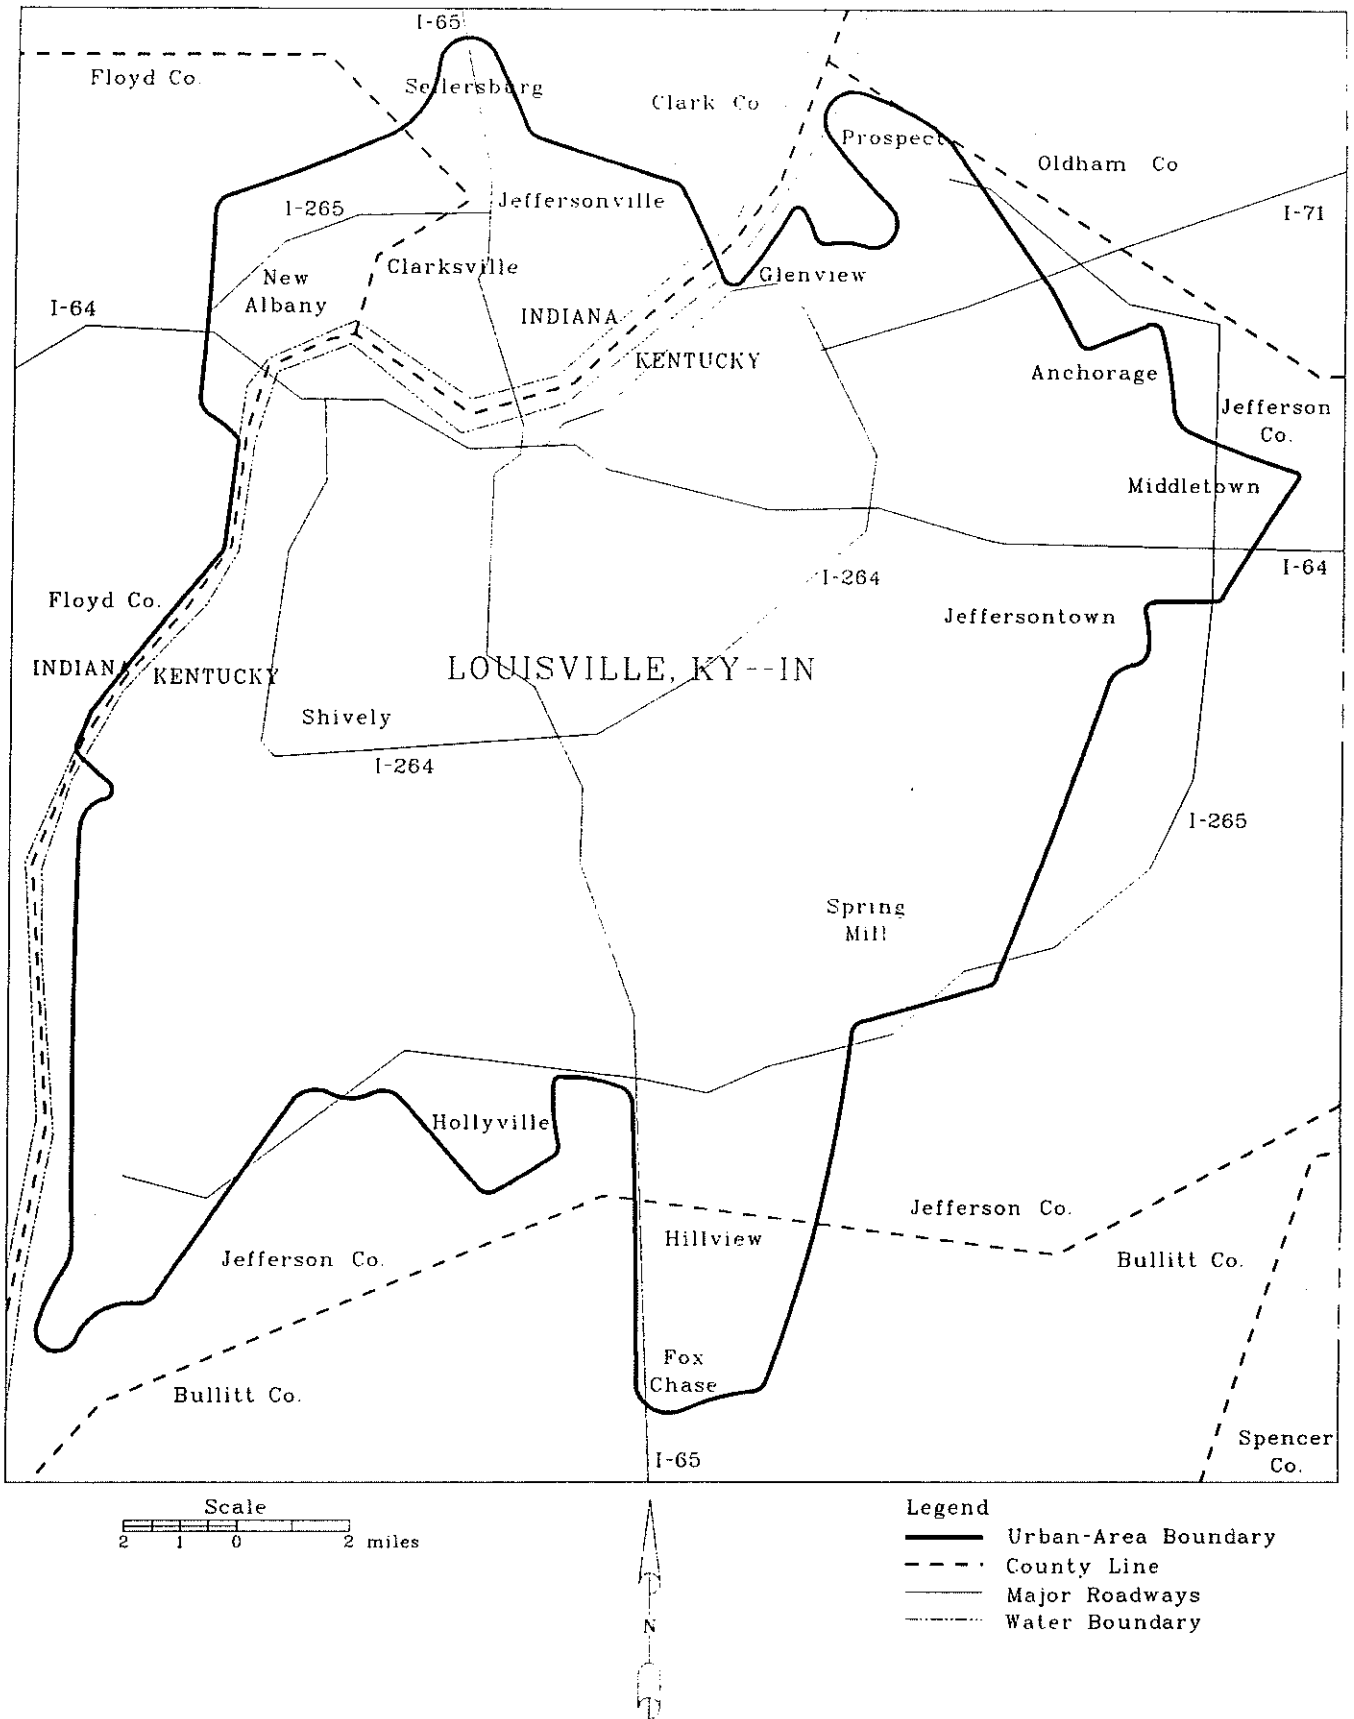 I-65
Floyd Co.
Sellersburg
Clark Co
Prospect
Oldham Co
I-265
Jeffersonville
I-71
New
Albany
Clarksville
Glenview
I-64
INDIANA
KENTUCKY
Anchorage
Jefferson
Co.
Middletown
I-64
I-264
Floyd Co.
Jeffersontown
INDIANA
KENTUCKY
LOUISVILLE, KY--IN
Shively
I-264
I-265
Spring
Mill
Hollyville
Jefferson Co.
Hillview
Jefferson Co.
Bullitt Co.
Fox
Chase
Bullitt Co.
Spencer
Co.
I-65
Scale
2 1 0 2 miles
Legend
Urban-Area Boundary
County Line
Major Roadways
Water Boundary
N